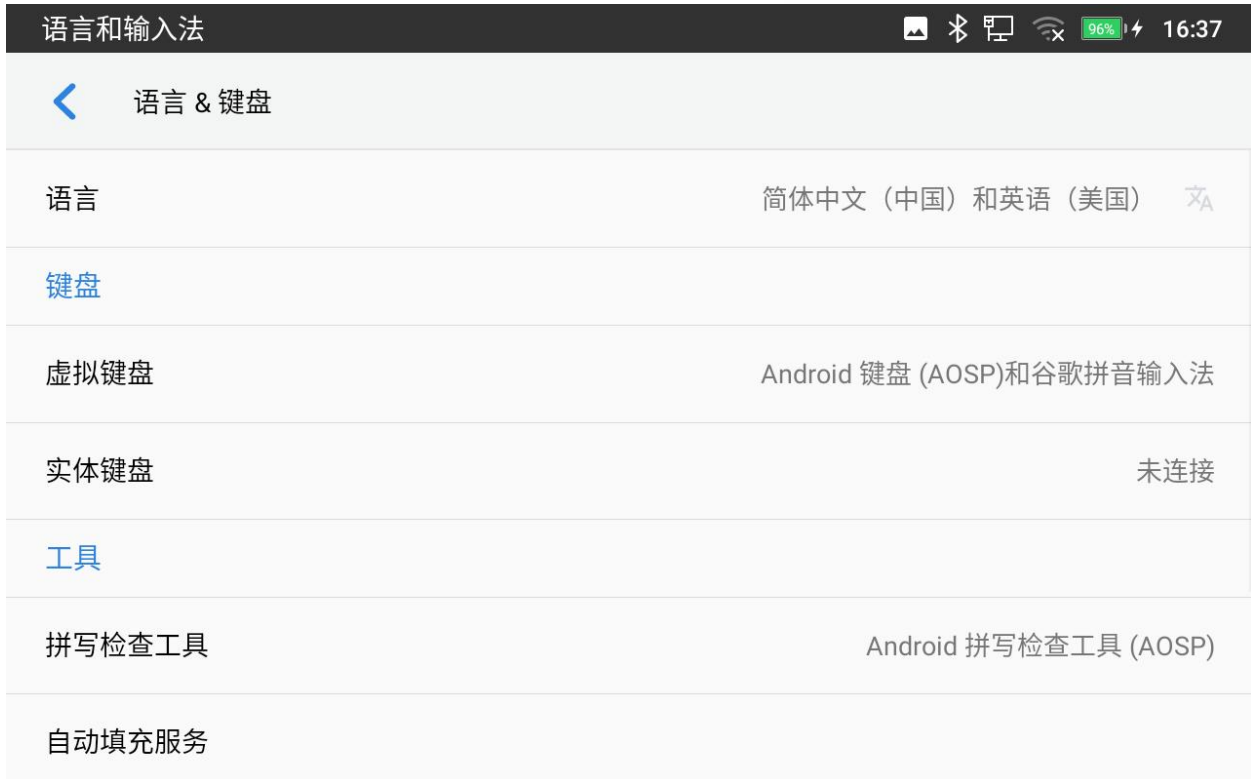 语言和输入法 96% 16:37
语言 & 键盘
语言 简体中文（中国）和英语（美国） 文A
键盘
虚拟键盘 Android 键盘 (AOSP)和谷歌拼音输入法
实体键盘 未连接
工具
拼写检查工具 Android 拼写检查工具 (AOSP)
自动填充服务